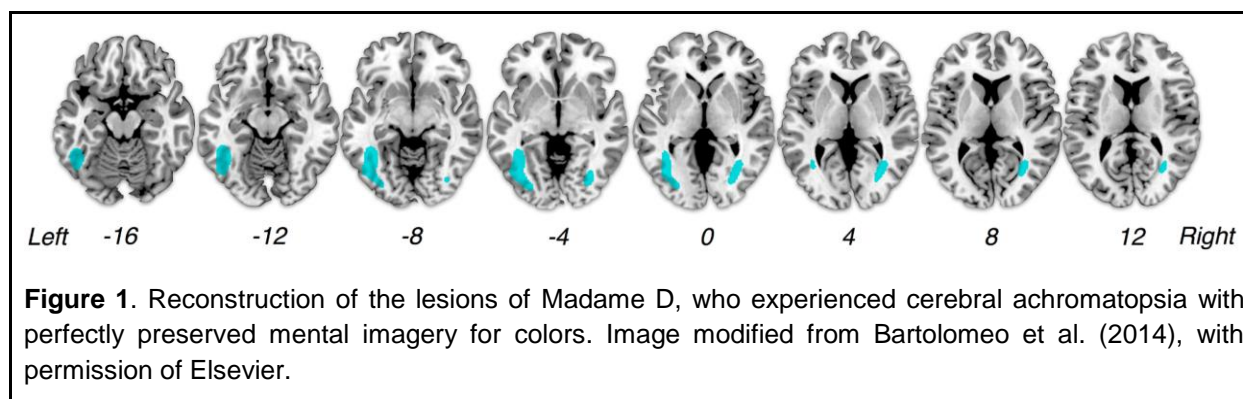 Left -16 -12 -8 -4 0 4 8 12 Right
Figure 1. Reconstruction of the lesions of Madame D, who experienced cerebral achromatopsia with
perfectly preserved mental imagery for colors. Image modified from Bartolomeo et al. (2014), with
permission of Elsevier.